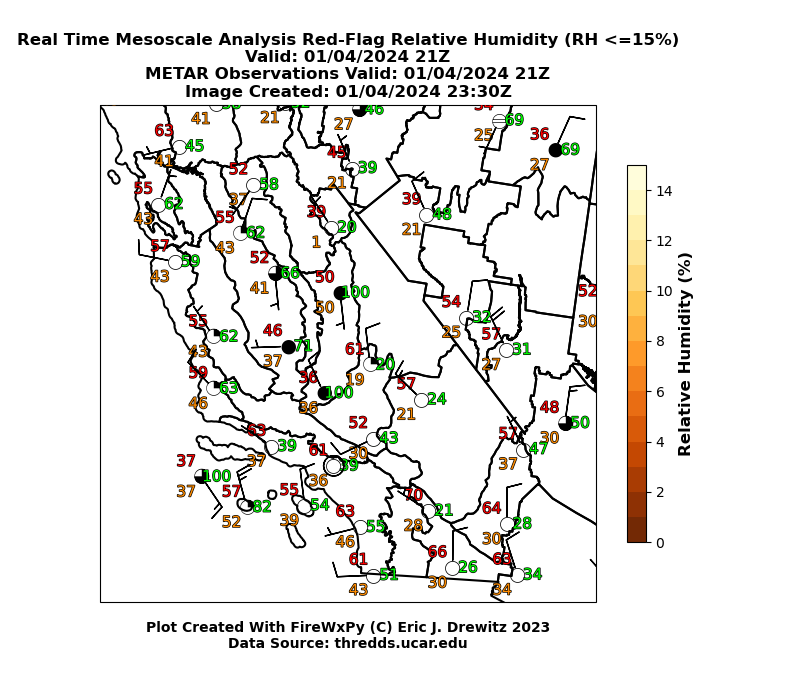 Real Time Mesoscale Analysis Red-Flag Relative Humidity (RH <=15%)
Valid: 01/04/2024 21Z
METAR Observations Valid: 01/04/2024 21Z
Image Created: 01/04/2024 23:30Z
41 21 46 27
54 69 25
36 69 27
63 45 41
45 39 21
52 58 37
55 62 43
39 20 1
39 48 21
55 62 43
57 59 43
52 66 41
50 100 50
52 30
54 32 25
57 31 27
55 62 43
46 71 37
61 20 19
59 63 46
36 100 36
57 24 21
48 50 30
52 43 30
57 47 37
63 39 37
61 39 36
37 100 37
57 82 52
55 54 39
63 55 46
70 21 28
64 28 30
61 51 43
66 26 30
63 34 34
14
12
10
8
6
4
2
0
Relative Humidity (%)
Plot Created With FireWxPy (C) Eric J. Drewitz 2023
Data Source: thredds.ucar.edu